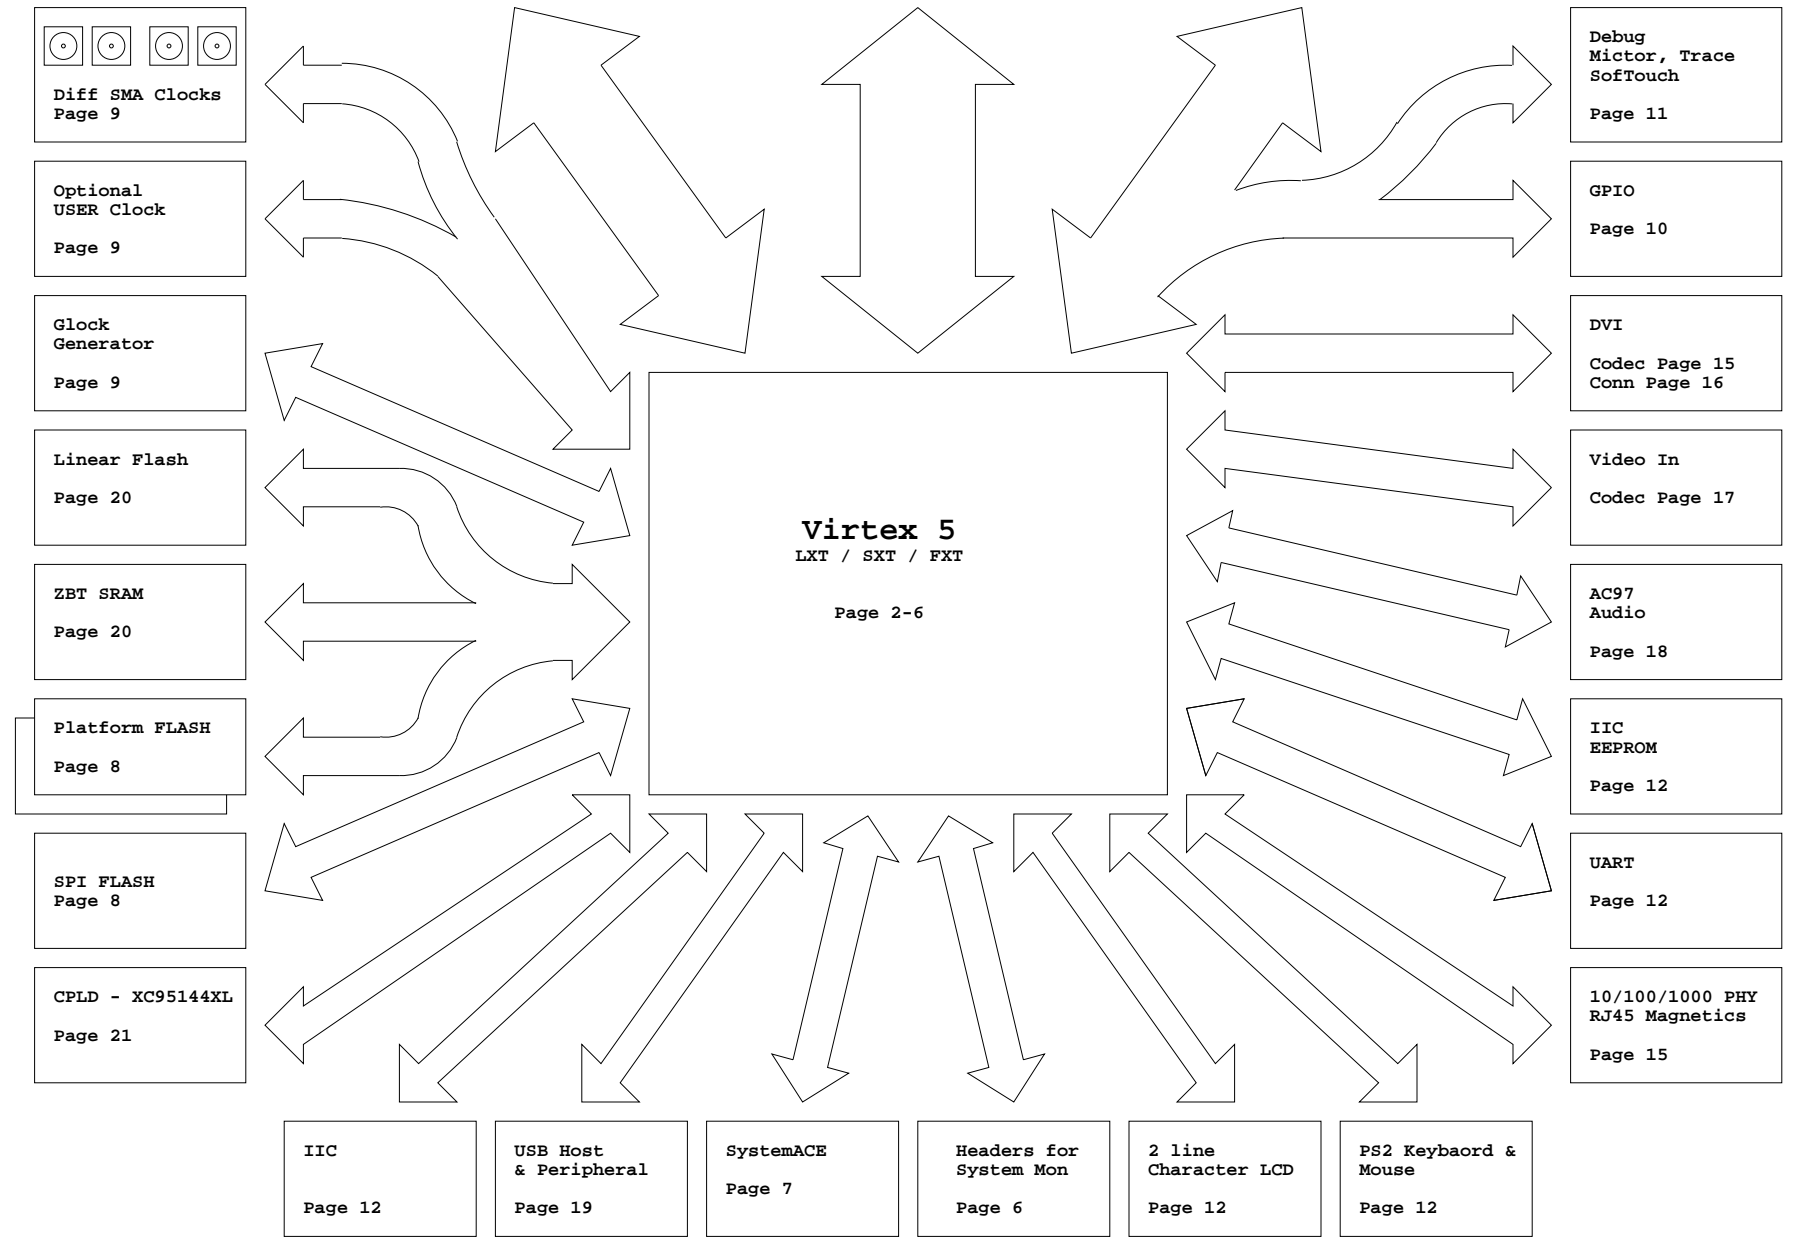 Diff SMA Clocks
Page 9
Optional
USER Clock
Page 9
Glock
Generator
Page 9
Linear Flash
Page 20
ZBT SRAM
Page 20
Platform FLASH
Page 8
SPI FLASH
Page 8
CPLD - XC95144XL
Page 21
Virtex 5
LXT / SXT / FXT
Page 2-6
Debug
Mictor, Trace
SofTouch
Page 11
GPIO
Page 10
DVI
Codec Page 15
Conn Page 16
Video In
Codec Page 17
AC97
Audio
Page 18
IIC
EEPROM
Page 12
UART
Page 12
10/100/1000 PHY
RJ45 Magnetics
Page 15
IIC
Page 12
USB Host
& Peripheral
Page 19
SystemACE
Page 7
Headers for
System Mon
Page 6
2 line
Character LCD
Page 12
PS2 Keybaord &
Mouse
Page 12